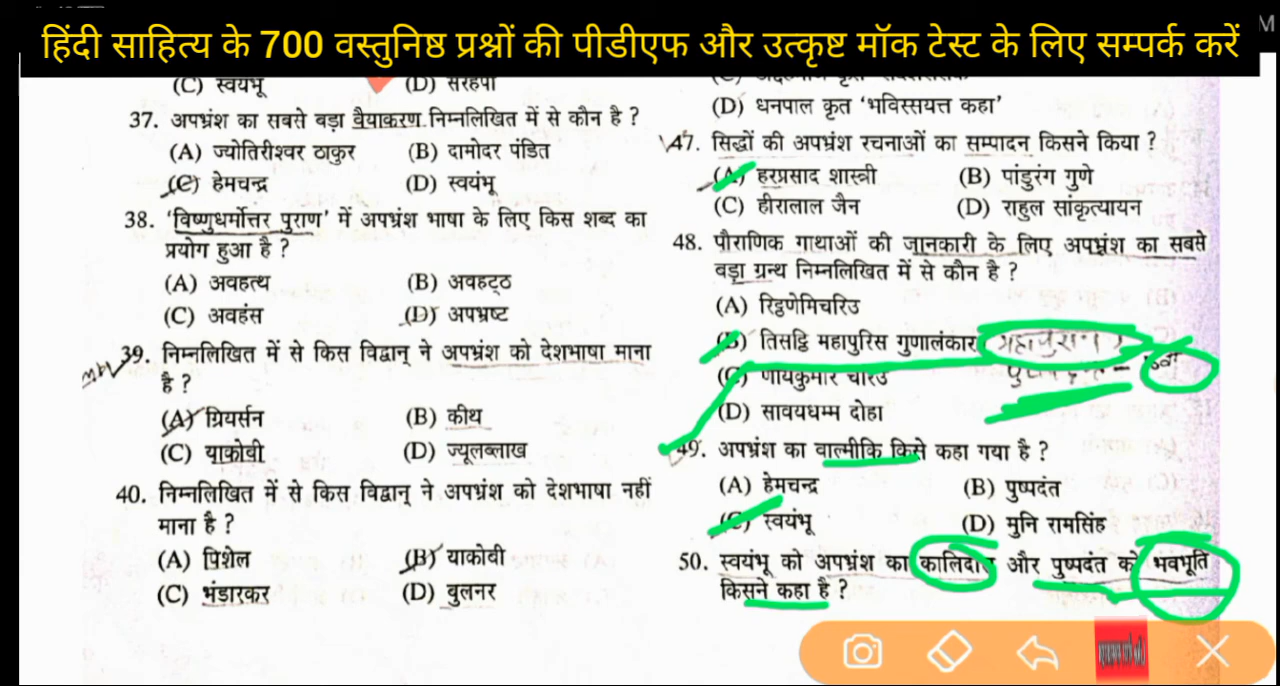 हिंदी साहित्य के 700 वस्तुनिष्ठ प्रश्नों की पीडीएफ और उत्कृष्ट मॉक टेस्ट के लिए सम्पर्क करें
(C) स्वयंभू (D) सरहपा
37. अपभ्रंश का सबसे बड़ा वैयाकरण निम्नलिखित में से कौन है ?
(A) ज्योतिरीश्वर ठाकुर (B) दामोदर पंडित
(C) हेमचन्द्र (D) स्वयंभू
38. 'विष्णुधर्मोत्तर पुराण' में अपभ्रंश भाषा के लिए किस शब्द का
प्रयोग हुआ है ?
(A) अवहत्थ (B) अवहट्ठ
(C) अवहंस (D) अपभ्रष्ट
39. निम्नलिखित में से किस विद्वान् ने अपभ्रंश को देशभाषा माना
है ?
(A) ग्रियर्सन (B) कीथ
(C) याकोवी (D) ज्यूलब्लाख
40. निम्नलिखित में से किस विद्वान् ने अपभ्रंश को देशभाषा नहीं
माना है ?
(A) पिशेल (B) याकोवी
(C) भंडारकर (D) वुलनर
(D) धनपाल कृत 'भविस्सयत्त कहा'
47. सिद्धों की अपभ्रंश रचनाओं का सम्पादन किसने किया ?
(A) हरप्रसाद शास्त्री (B) पांडुरंग गुणे
(C) हीरालाल जैन (D) राहुल सांकृत्यायन
48. पौराणिक गाथाओं की जानकारी के लिए अपभ्रंश का सबसे
बड़ा ग्रन्थ निम्नलिखित में से कौन है ?
(A) रिट्ठणेमिचरिउ
(B) तिसट्ठि महापुरिस गुणालंकार महापुराण
(C) णायकुमार चरिउ
(D) सावयधम्म दोहा
49. अपभ्रंश का वाल्मीकि किसे कहा गया है ?
(A) हेमचन्द्र (B) पुष्पदंत
(C) स्वयंभू (D) मुनि रामसिंह
50. स्वयंभू को अपभ्रंश का कालिदास और पुष्पदंत को भवभूति
किसने कहा है ?